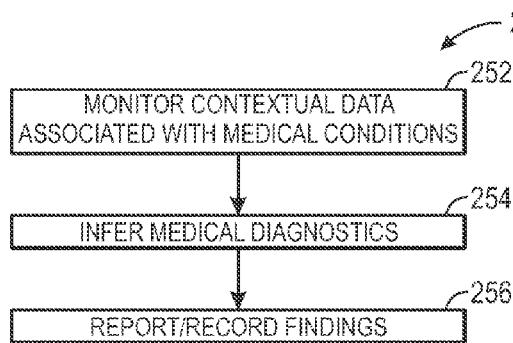 252
MONITOR CONTEXTUAL DATA
ASSOCIATED WITH MEDICAL CONDITIONS
254
INFER MEDICAL DIAGNOSTICS
256
REPORT/RECORD FINDINGS